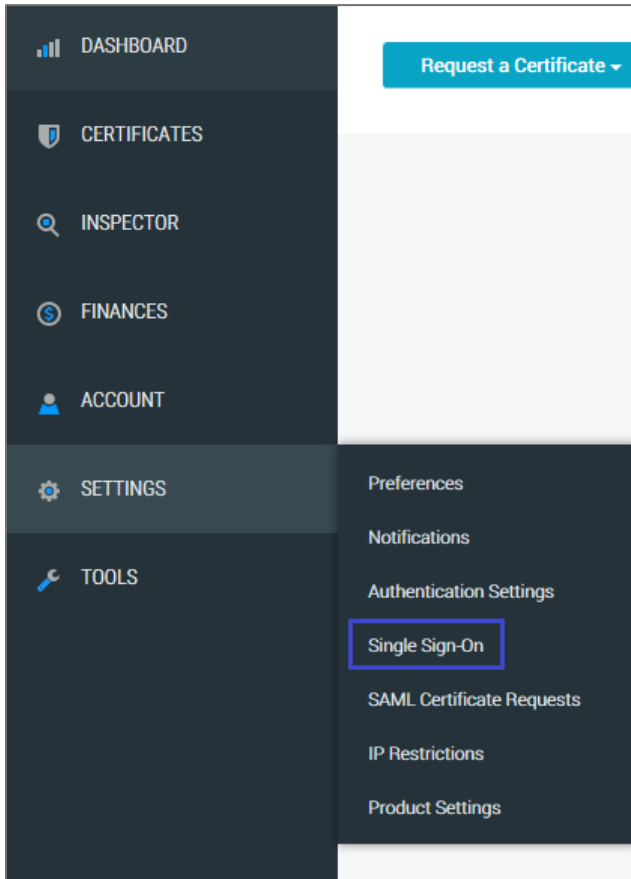 DASHBOARD
Request a Certificate
CERTIFICATES
INSPECTOR
FINANCES
ACCOUNT
SETTINGS
TOOLS
Preferences
Notifications
Authentication Settings
Single Sign-On
SAML Certificate Requests
IP Restrictions
Product Settings